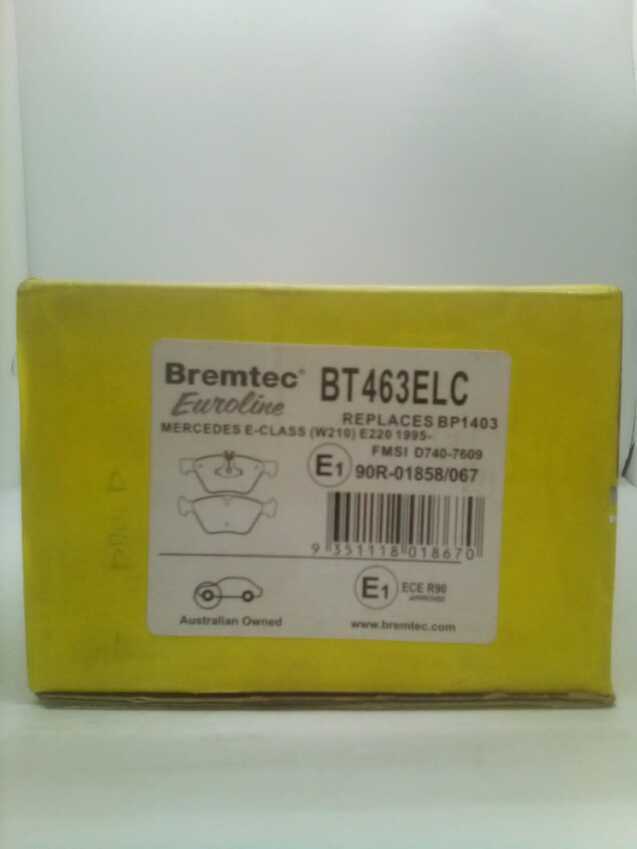 Bremtec®
Euroline
BT463ELC
REPLACES BP1403
MERCEDES E-CLASS (W210) E220 1995-
FMSI D740-7609
E1 90R-01858/067
9 351118 018670
E1 ECE R90
APPROVED
Australian Owned
www.bremtec.com